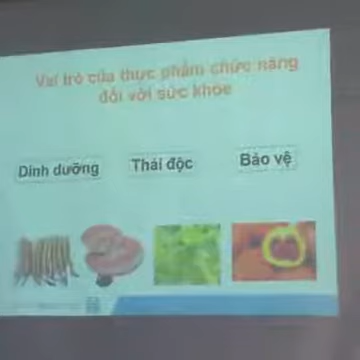 Vai trò của thực phẩm chức năng
đối với sức khỏe
Dinh dưỡng
Thải độc
Bảo vệ